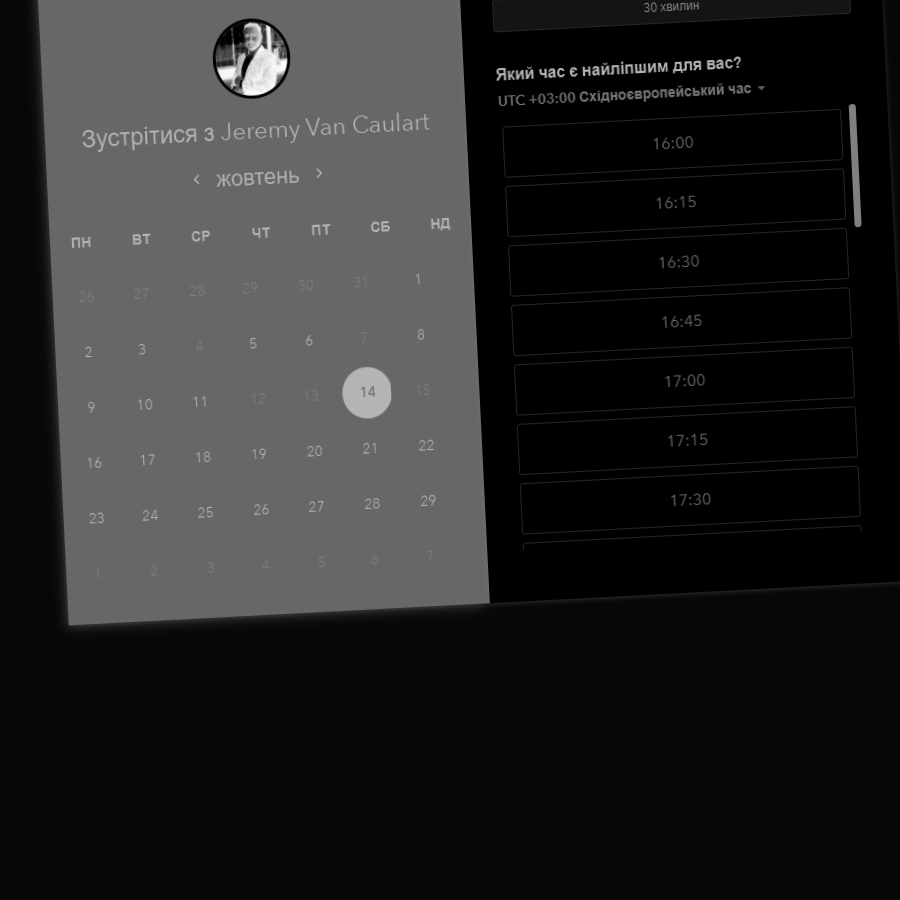 Зустрітися з Jeremy Van Caulart
жовтень
ПН ВТ СР ЧТ ПТ СБ НД
26 27 28 29 30 31 1
2 3 4 5 6 7 8
9 10 11 12 13 14 15
16 17 18 19 20 21 22
23 24 25 26 27 28 29
1 2 3 4 5 6 7
30 хвилин
Який час є найліпшим для вас?
UTC +03:00 Східноєвропейський час
16:00
16:15
16:30
16:45
17:00
17:15
17:30